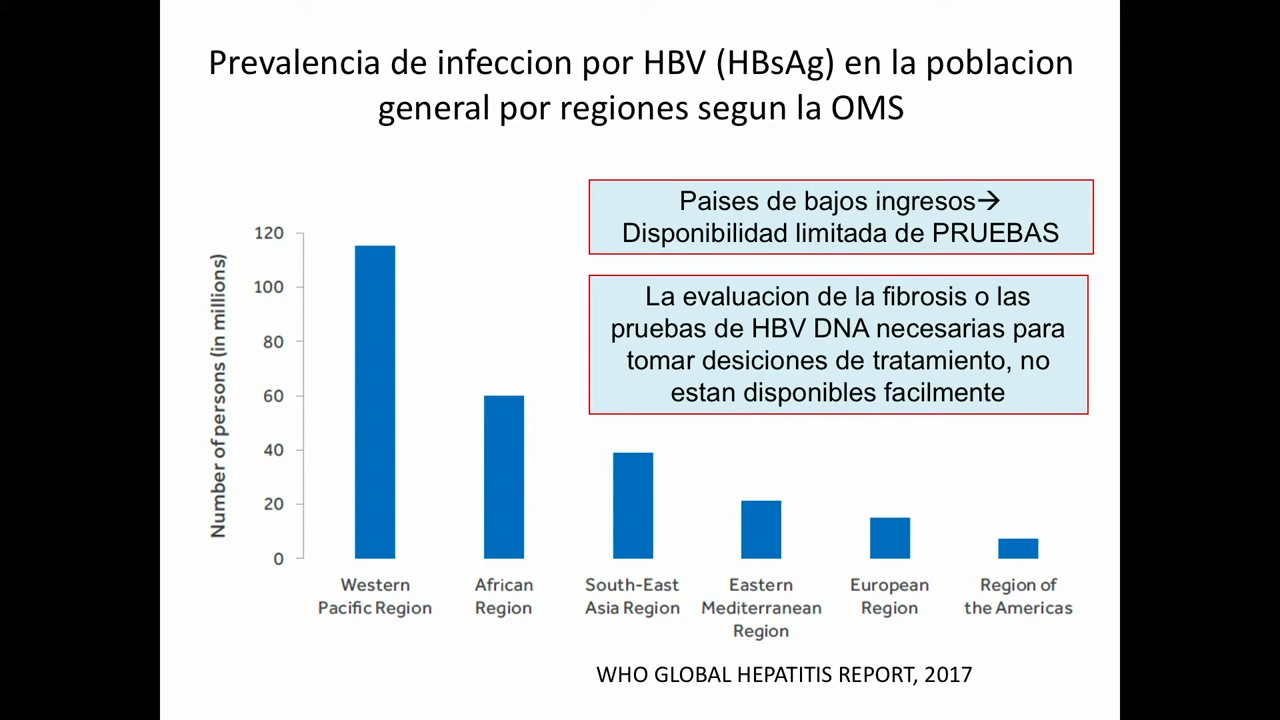 Prevalencia de infeccion por HBV (HBsAg) en la poblacion
general por regiones segun la OMS
Paises de bajos ingresos→
Disponibilidad limitada de PRUEBAS
La evaluacion de la fibrosis o las
pruebas de HBV DNA necesarias para
tomar desiciones de tratamiento, no
estan disponibles facilmente
Number of persons (in millions)
120
100
80
60
40
20
0
Western
Pacific Region
African
Region
South-East
Asia Region
Eastern
Mediterranean
Region
European
Region
Region of
the Americas
WHO GLOBAL HEPATITIS REPORT, 2017